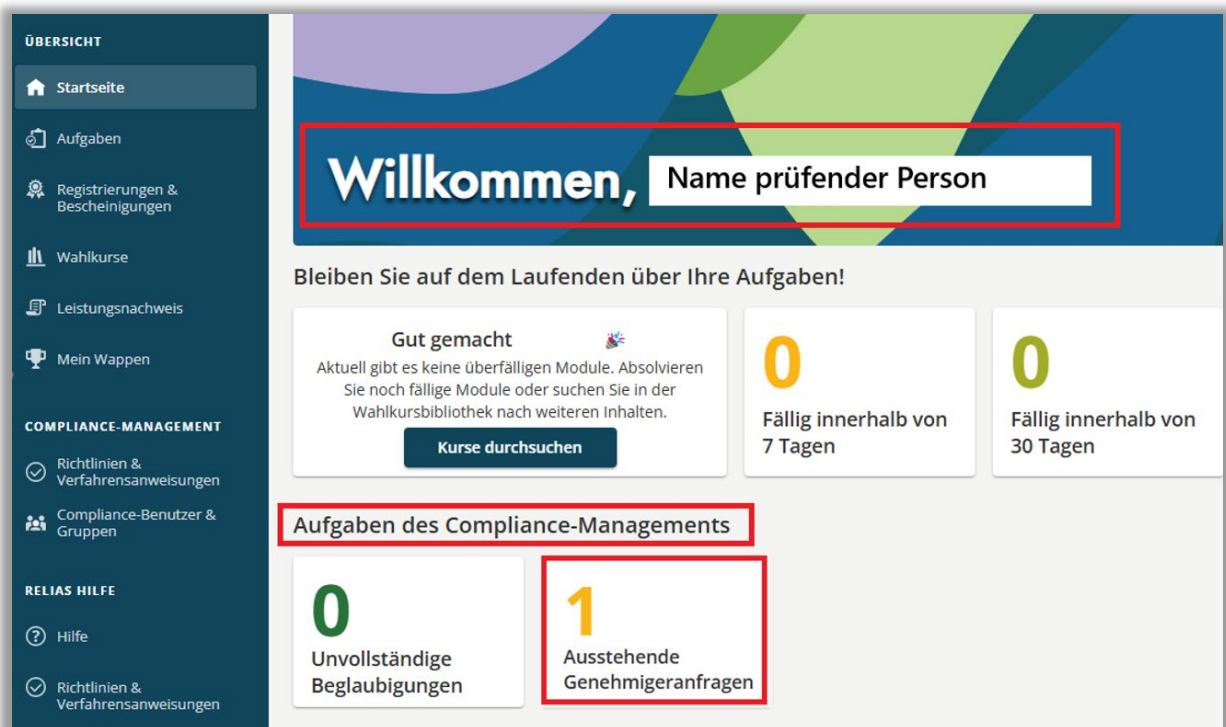 ÜBERSICHT
Startseite
Aufgaben
Registrierungen &
Bescheinigungen
Wahlkurse
Leistungsnachweis
Mein Wappen
COMPLIANCE-MANAGEMENT
Richtlinien &
Verfahrensanweisungen
Compliance-Benutzer &
Gruppen
RELIAS HILFE
Hilfe
Richtlinien &
Verfahrensanweisungen
Willkommen, Name prüfender Person
Bleiben Sie auf dem Laufenden über Ihre Aufgaben!
Gut gemacht
Aktuell gibt es keine überfälligen Module. Absolvieren
Sie noch fällige Module oder suchen Sie in der
Wahlkursbibliothek nach weiteren Inhalten.
Kurse durchsuchen
0
Fällig innerhalb von
7 Tagen
0
Fällig innerhalb von
30 Tagen
Aufgaben des Compliance-Managements
0
Unvollständige
Beglaubigungen
1
Ausstehende
Genehmigeranfragen